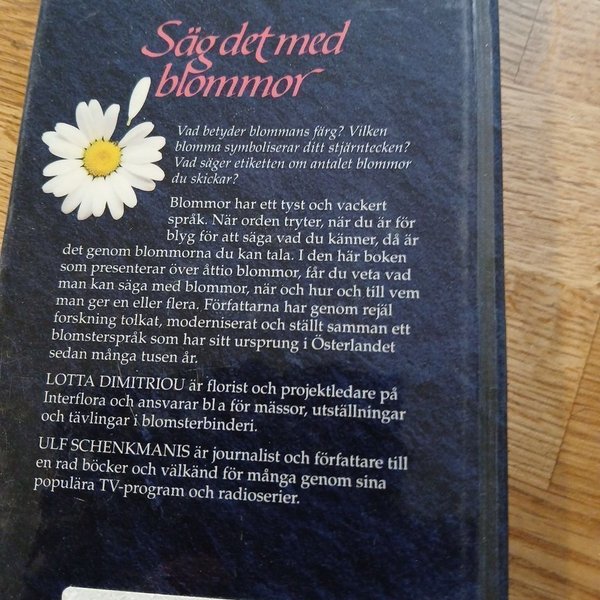 Säg det med
blommor
Vad betyder blommans färg? Vilken
blomma symboliserar ditt stjärntecken?
Vad säger etiketten om antalet blommor
du skickar?
Blommor har ett tyst och vackert
språk. När orden tryter, när du är för
blyg för att säga vad du känner, då är
det genom blommorna du kan tala. I den här boken
som presenterar över åttio blommor, får du veta vad
man kan säga med blommor, när och hur och till vem
man ger en eller flera. Författarna har genom rejäl
forskning tolkat, moderniserat och ställt samman ett
blomsterspråk som har sitt ursprung i Österlandet
sedan många tusen år.
LOTTA DIMITRIOU är florist och projektledare på
Interflora och ansvarar bl a för mässor, utställningar
och tävlingar i blomsterbinderi.
ULF SCHENKMANIS är journalist och författare till
en rad böcker och välkänd för många genom sina
populära TV-program och radioserier.